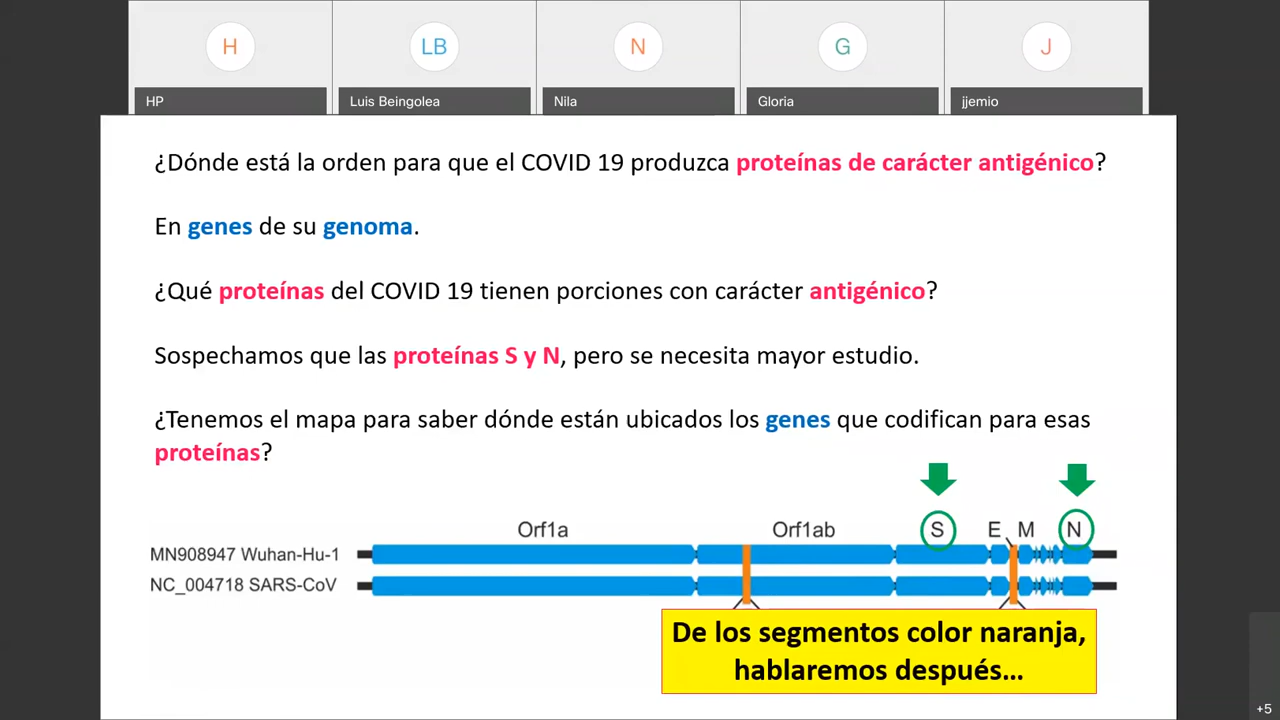 H
LB
N
G
J
HP
Luis Beingolea
Nila
Gloria
jjemio
¿Dónde está la orden para que el COVID 19 produzca proteínas de carácter antigénico?
En genes de su genoma.
¿Qué proteínas del COVID 19 tienen porciones con carácter antigénico?
Sospechamos que las proteínas S y N, pero se necesita mayor estudio.
¿Tenemos el mapa para saber dónde están ubicados los genes que codifican para esas
proteínas?
Orf1a
Orf1ab
S
E
M
N
MN908947 Wuhan-Hu-1
NC_004718 SARS-CoV
De los segmentos color naranja,
hablaremos después...
+5